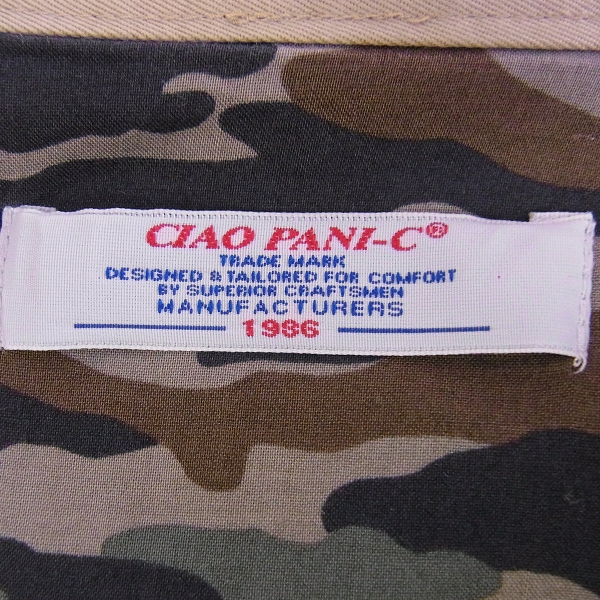 CIAO PANI-C®
TRADE MARK
DESIGNED & TAILORED FOR COMFORT
BY SUPERIOR CRAFTSMEN
MANUFACTURERS
1986